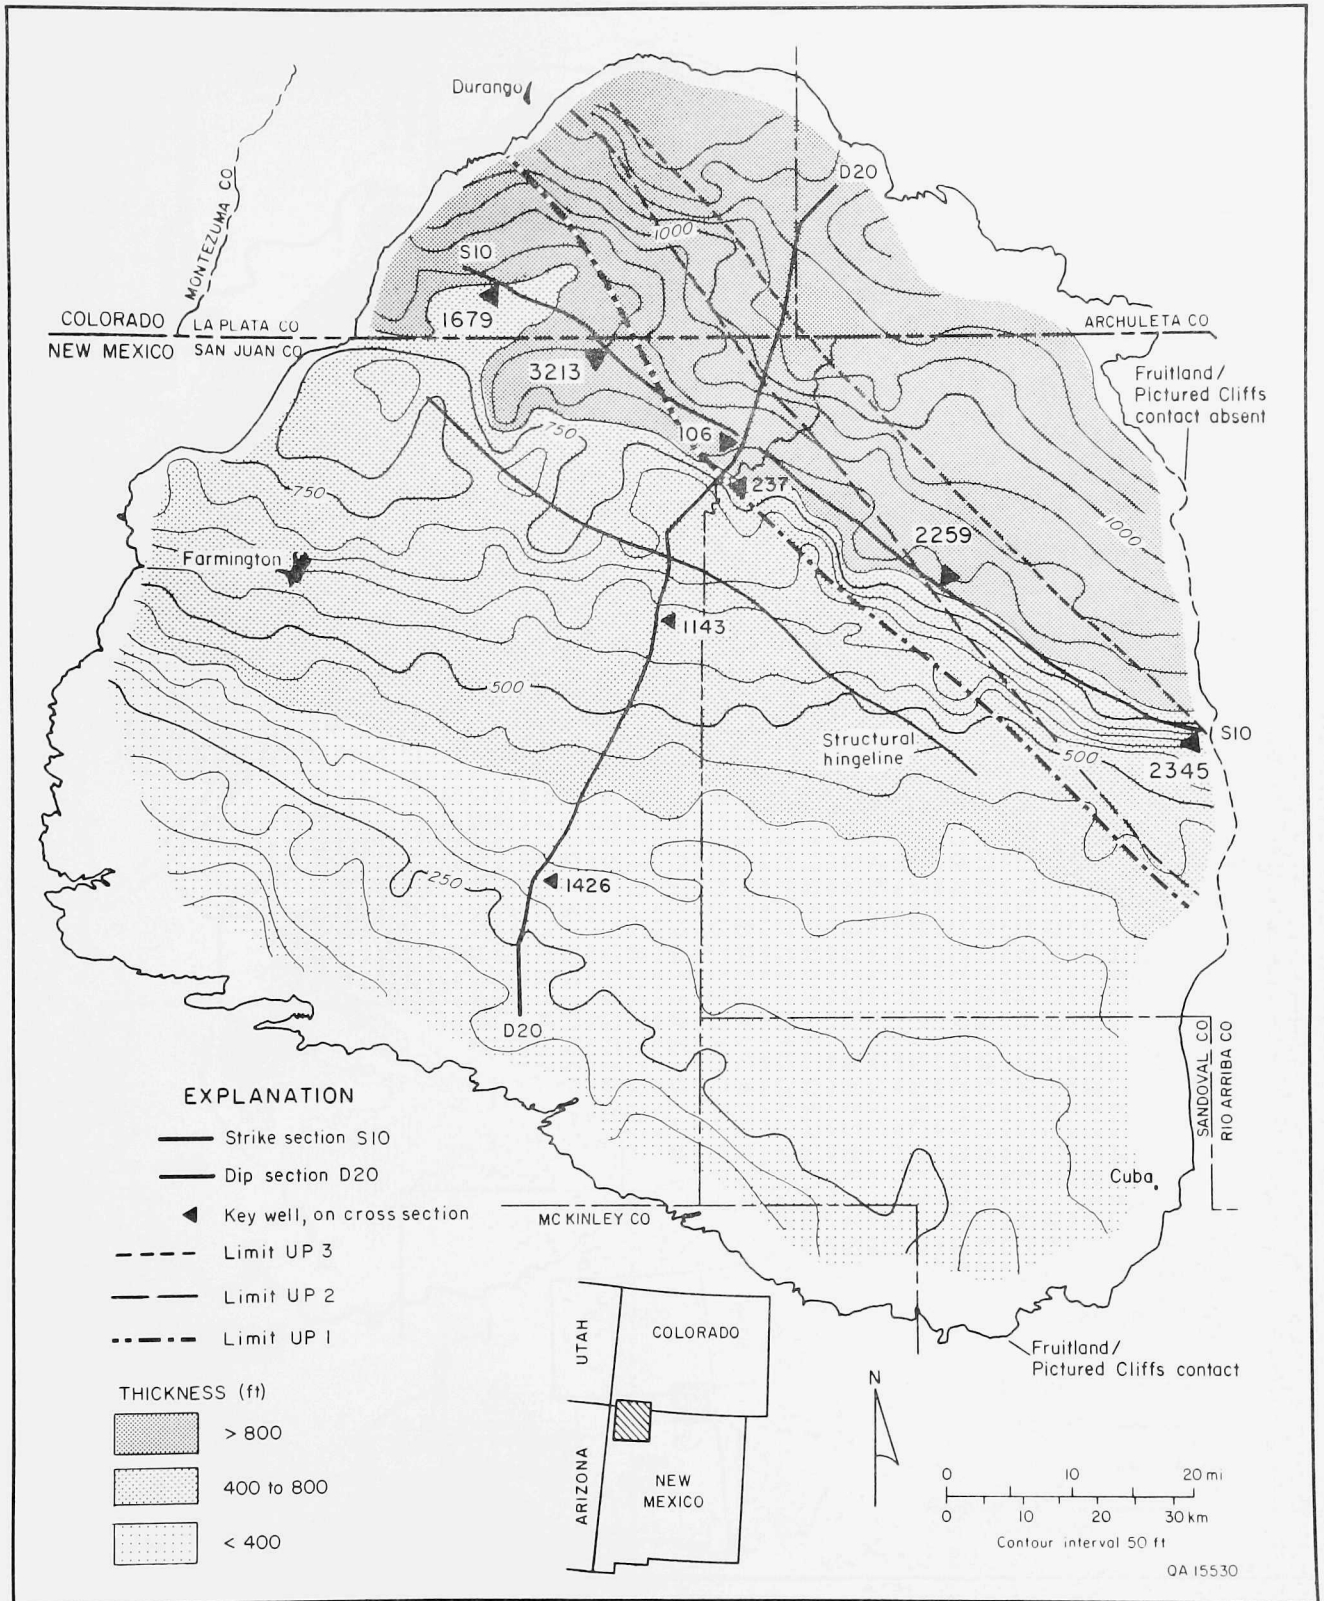 Durango
MONTEZUMA CO
D20
1000
S10
1679
COLORADO
LA PLATA CO
ARCHULETA CO
NEW MEXICO
SAN JUAN CO
3213
Fruitland/
Pictured Cliffs
contact absent
750
106
237
750
1000
2259
Farmington
1143
500
Structural
hingeline
S10
500
2345
250
1426
D20
SANDOVAL CO
RIO ARRIBA CO
EXPLANATION
Strike section S10
Dip section D20
Key well, on cross section
Limit UP 3
Limit UP 2
Limit UP 1
Cuba
MC KINLEY CO
Fruitland/
Pictured Cliffs contact
THICKNESS (ft)
> 800
400 to 800
< 400
UTAH
COLORADO
ARIZONA
NEW
MEXICO
N
0 10 20 mi
0 10 20 30 km
Contour interval 50 ft
QA 15530